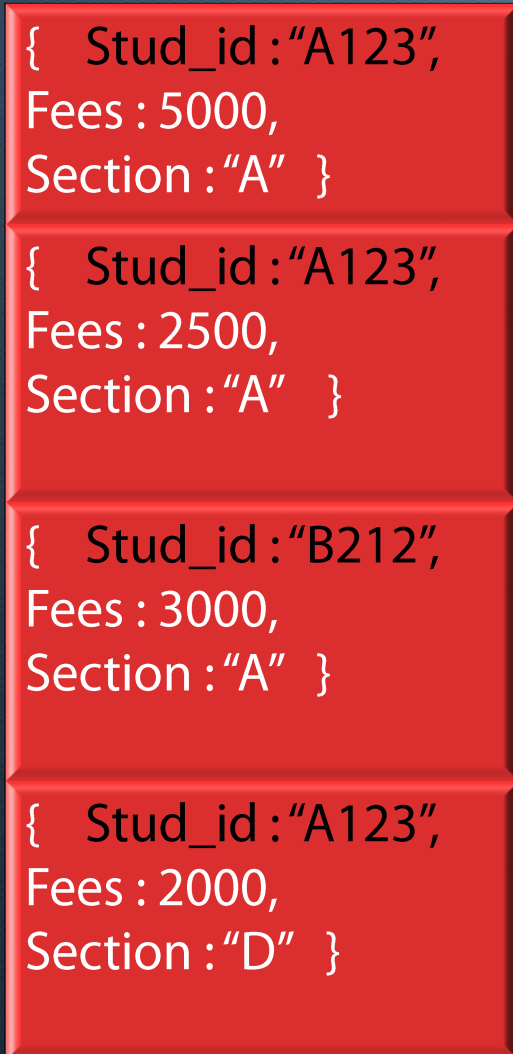 { Stud_id : “A123”,
Fees : 5000,
Section : “A” }
{ Stud_id : “A123”,
Fees : 2500,
Section : “A” }
{ Stud_id : “B212”,
Fees : 3000,
Section : “A” }
{ Stud_id : “A123”,
Fees : 2000,
Section : “D” }